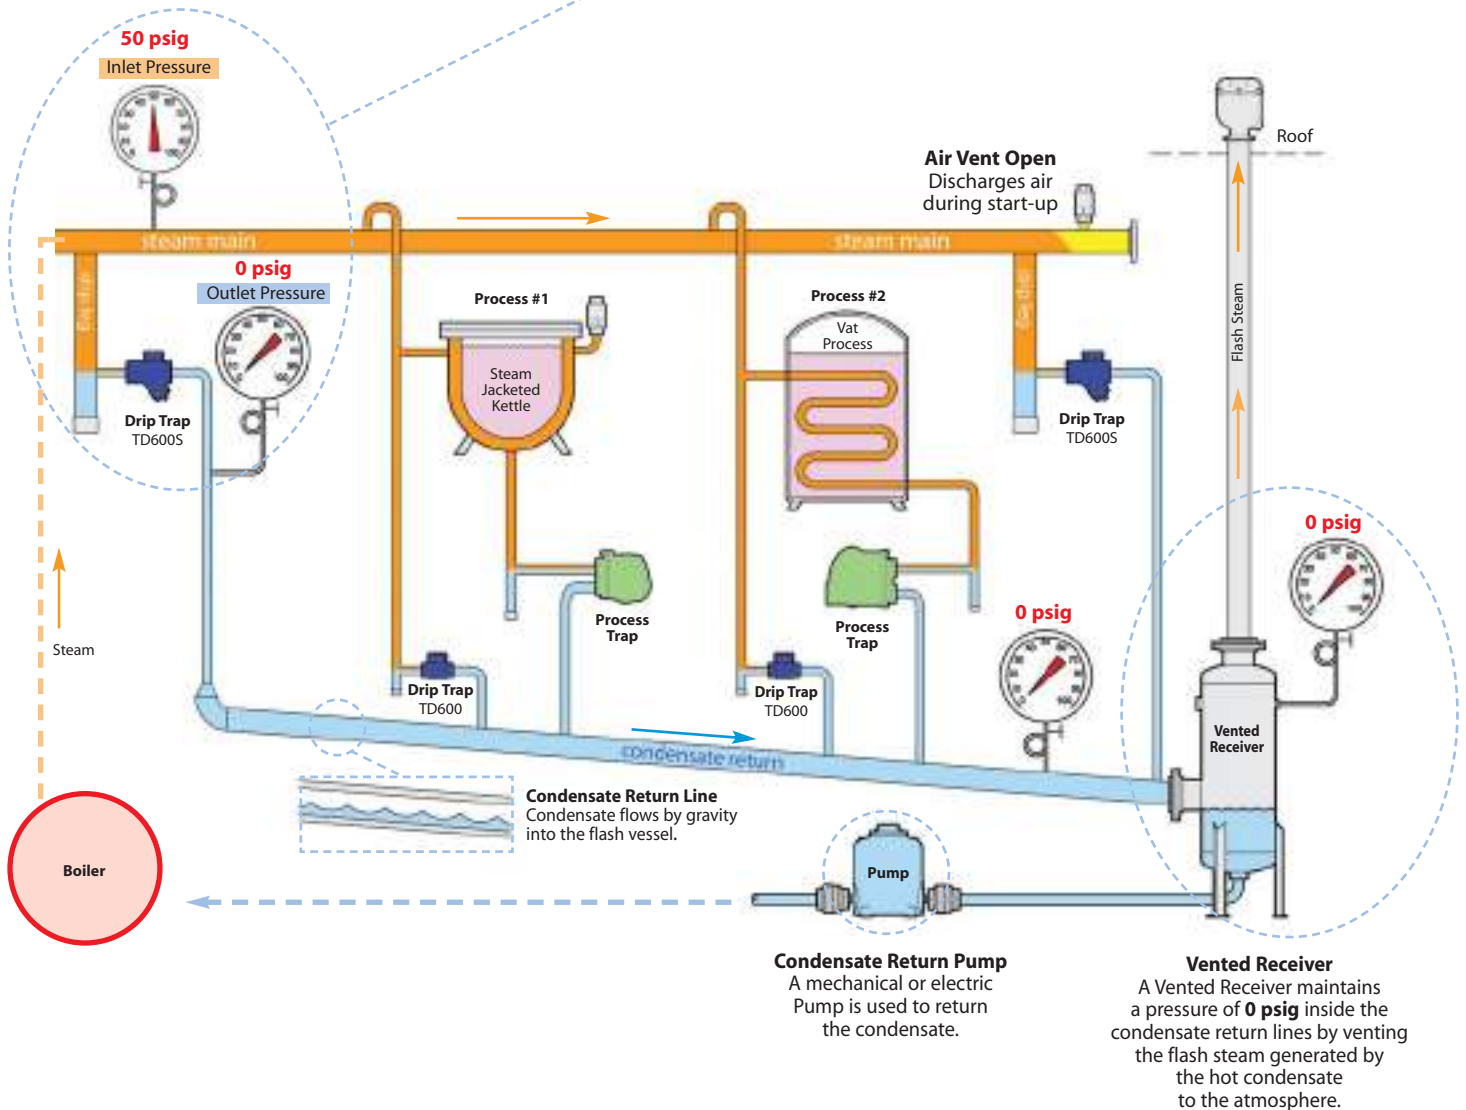 50 psig
Inlet Pressure
steam main
0 psig
Outlet Pressure
Drip Trap
TD600S
Steam
Boiler
Process #1
Steam
Jacketed
Kettle
Process
Trap
Drip Trap
TD600
Process #2
Vat
Process
Process
Trap
Drip Trap
TD600
Air Vent Open
Discharges air
during start-up
steam main
Drip Trap
TD600S
Roof
Flash Steam
0 psig
0 psig
Vented
Receiver
condensate return
Condensate Return Line
Condensate flows by gravity
into the flash vessel.
Pump
Condensate Return Pump
A mechanical or electric
Pump is used to return
the condensate.
Vented Receiver
A Vented Receiver maintains
a pressure of 0 psig inside the
condensate return lines by venting
the flash steam generated by
the hot condensate
to the atmosphere.